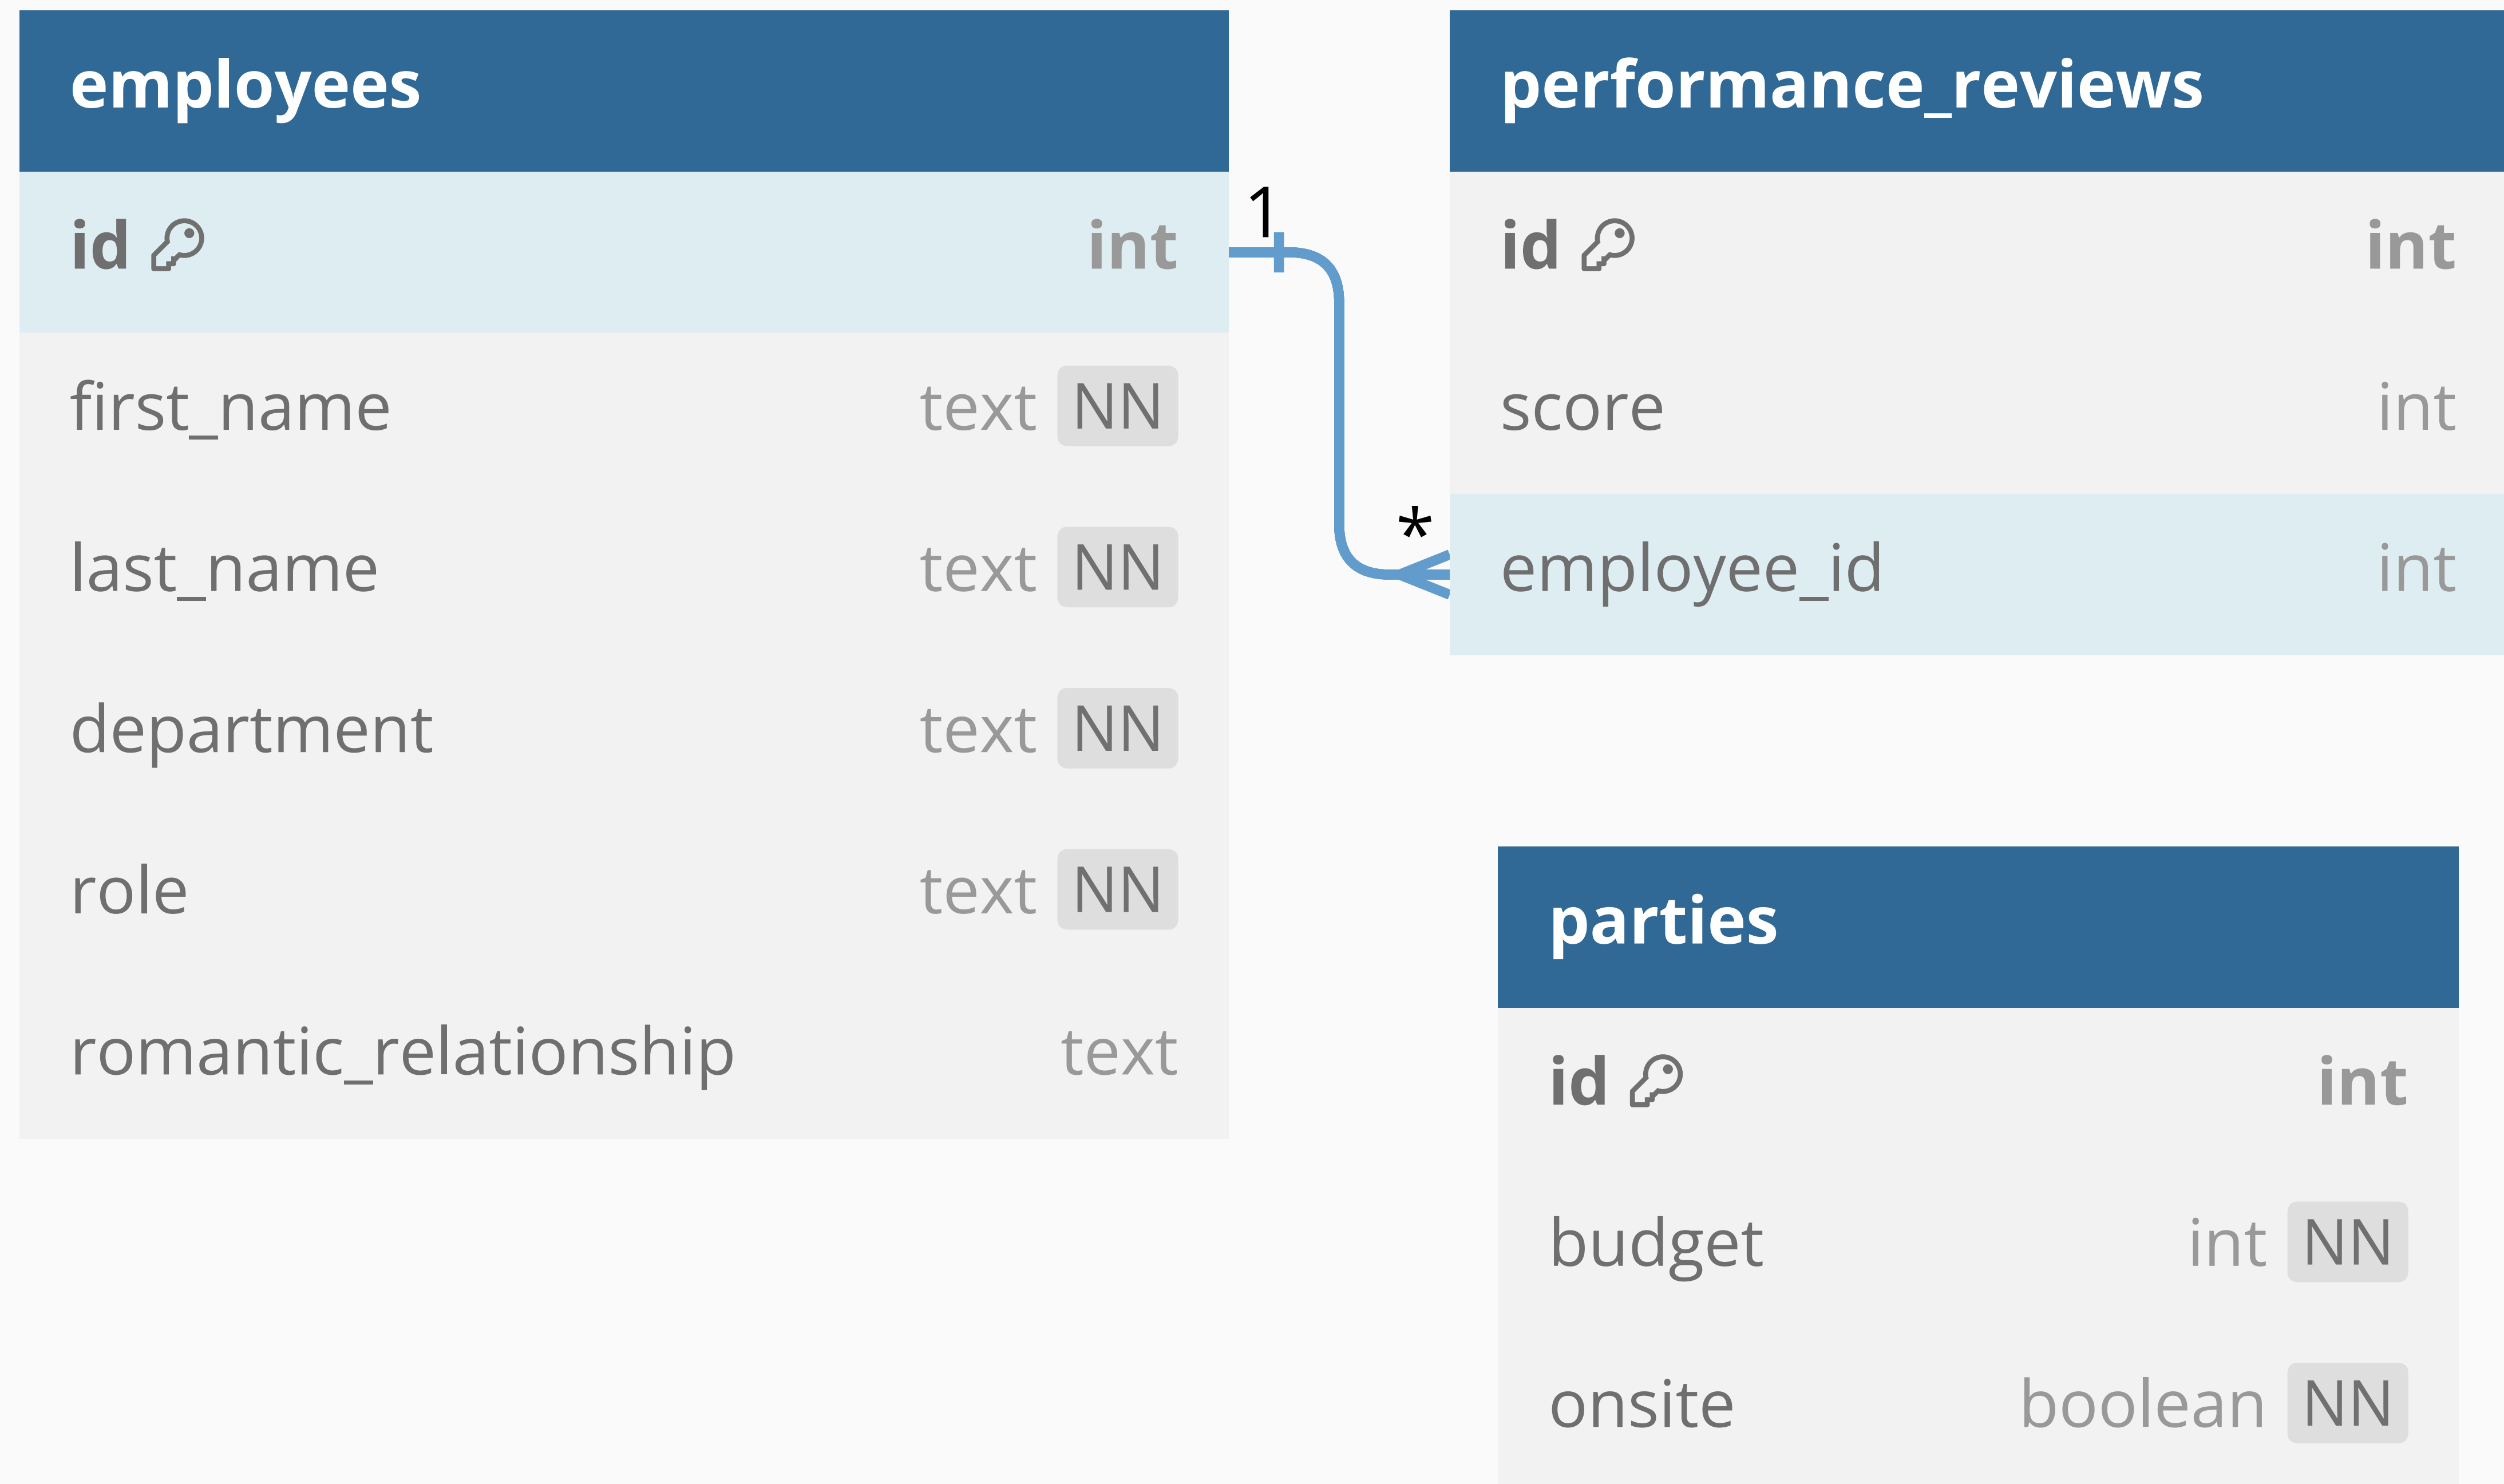 employees
id int
first_name text NN
last_name text NN
department text NN
role text NN
romantic_relationship text
1
*
performance_reviews
id int
score int
employee_id int
parties
id int
budget int NN
onsite boolean NN